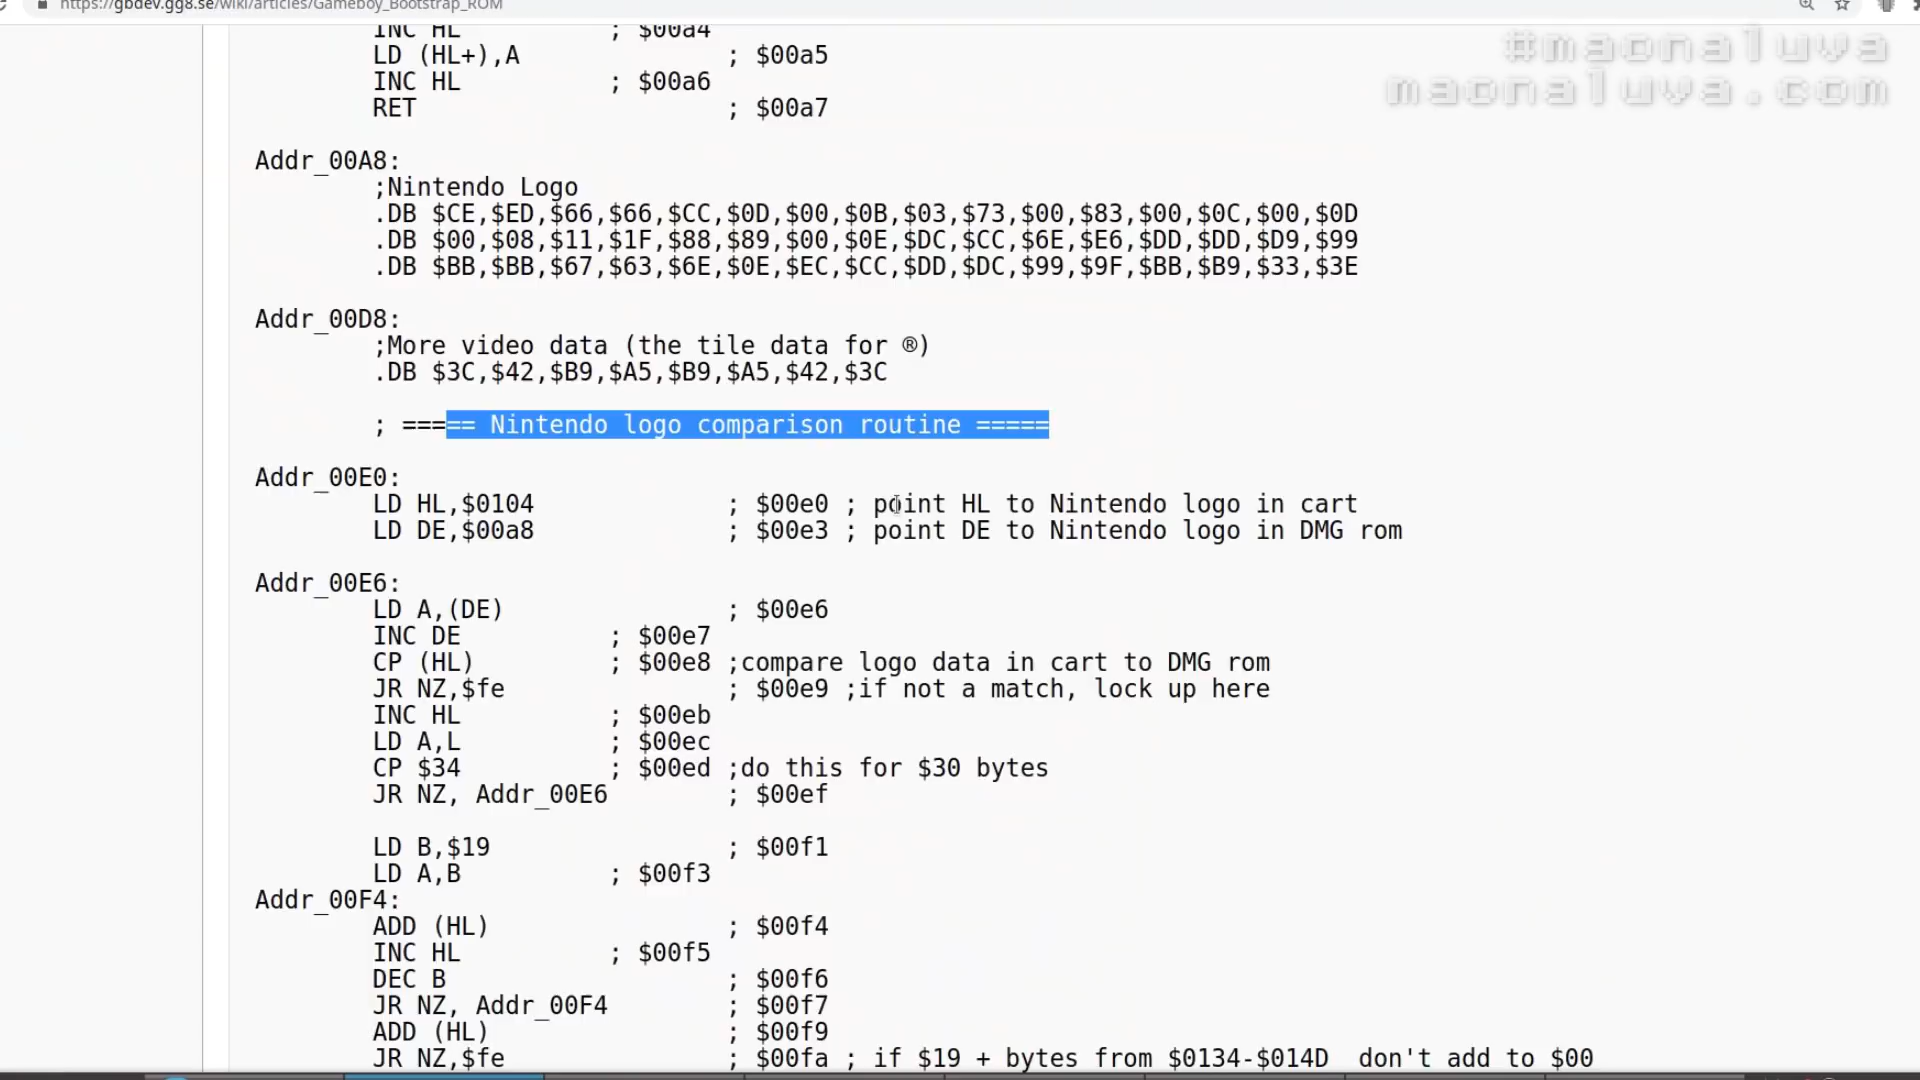 https://gbdev.gg8.se/wiki/articles/Gameboy_Bootstrap_ROM
#maonaluva
maonaluva.com
INC HL ; $00a4
LD (HL+),A ; $00a5
INC HL ; $00a6
RET ; $00a7
Addr_00A8:
;Nintendo Logo
.DB $CE,$ED,$66,$66,$CC,$0D,$00,$0B,$03,$73,$00,$83,$00,$0C,$00,$0D
.DB $00,$08,$11,$1F,$88,$89,$00,$0E,$DC,$CC,$6E,$E6,$DD,$DD,$D9,$99
.DB $BB,$BB,$67,$63,$6E,$0E,$EC,$CC,$DD,$DC,$99,$9F,$BB,$B9,$33,$3E
Addr_00D8:
;More video data (the tile data for ®)
.DB $3C,$42,$B9,$A5,$B9,$A5,$42,$3C
; ===== Nintendo logo comparison routine =====
Addr_00E0:
LD HL,$0104 ; $00e0 ; point HL to Nintendo logo in cart
LD DE,$00a8 ; $00e3 ; point DE to Nintendo logo in DMG rom
Addr_00E6:
LD A,(DE) ; $00e6
INC DE ; $00e7
CP (HL) ; $00e8 ;compare logo data in cart to DMG rom
JR NZ,$fe ; $00e9 ;if not a match, lock up here
INC HL ; $00eb
LD A,L ; $00ec
CP $34 ; $00ed ;do this for $30 bytes
JR NZ, Addr_00E6 ; $00ef
LD B,$19 ; $00f1
LD A,B ; $00f3
Addr_00F4:
ADD (HL) ; $00f4
INC HL ; $00f5
DEC B ; $00f6
JR NZ, Addr_00F4 ; $00f7
ADD (HL) ; $00f9
JR NZ,$fe ; $00fa ; if $19 + bytes from $0134-$014D don't add to $00